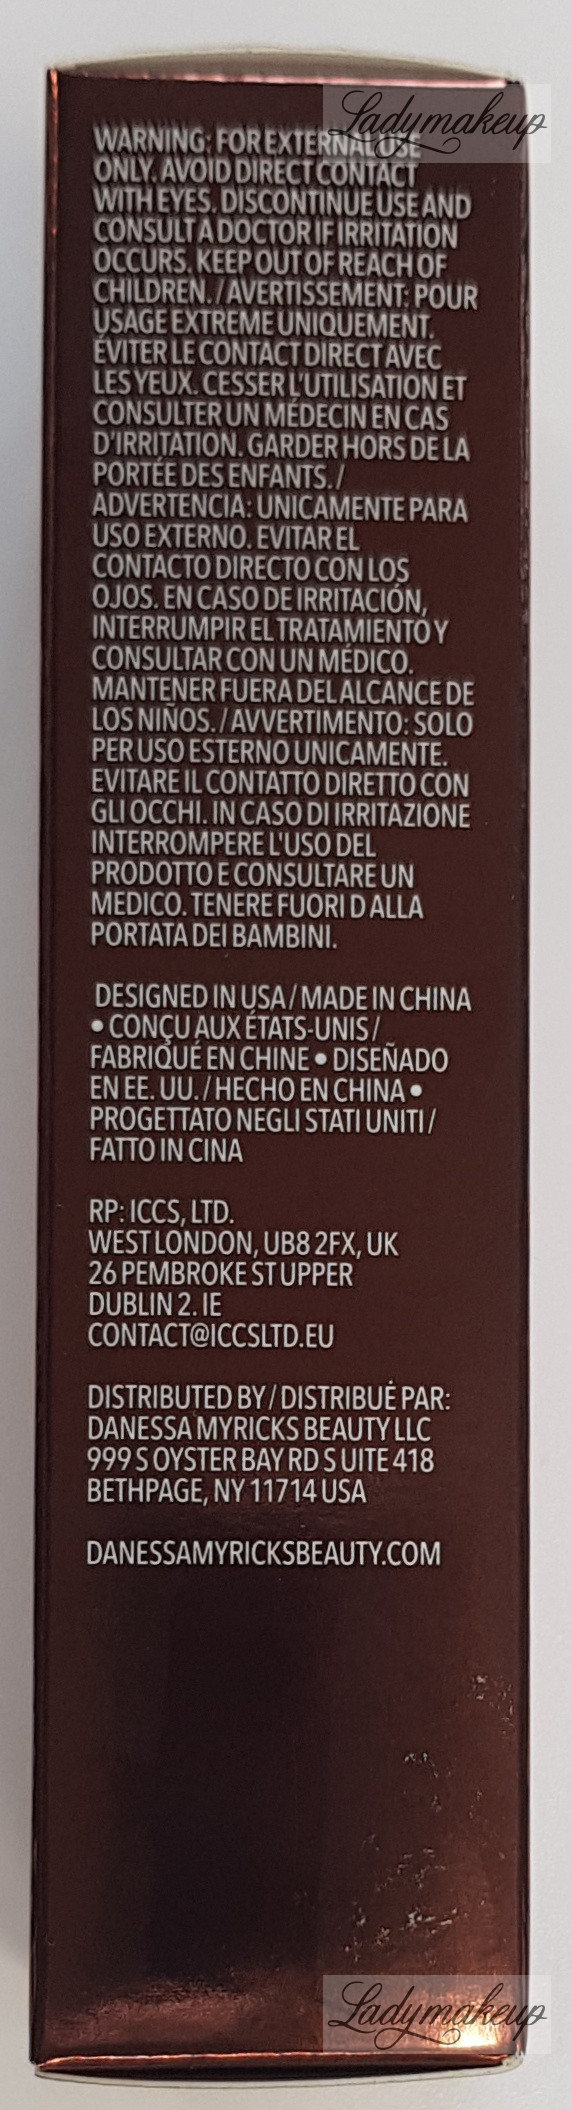 Ladymakeup
WARNING: FOR EXTERNAL USE
ONLY. AVOID DIRECT CONTACT
WITH EYES. DISCONTINUE USE AND
CONSULT A DOCTOR IF IRRITATION
OCCURS. KEEP OUT OF REACH OF
CHILDREN. / AVERTISSEMENT: POUR
USAGE EXTREME UNIQUEMENT.
ÉVITER LE CONTACT DIRECT AVEC
LES YEUX. CESSER L'UTILISATION ET
CONSULTER UN MÉDECIN EN CAS
D'IRRITATION. GARDER HORS DE LA
PORTÉE DES ENFANTS. /
ADVERTENCIA: UNICAMENTE PARA
USO EXTERNO. EVITAR EL
CONTACTO DIRECTO CON LOS
OJOS. EN CASO DE IRRITACIÓN,
INTERRUMPIR EL TRATAMIENTO Y
CONSULTAR CON UN MÉDICO.
MANTENER FUERA DEL ALCANCE DE
LOS NIÑOS. / AVVERTIMENTO: SOLO
PER USO ESTERNO UNICAMENTE.
EVITARE IL CONTATTO DIRETTO CON
GLI OCCHI. IN CASO DI IRRITAZIONE
INTERROMPERE L'USO DEL
PRODOTTO E CONSULTARE UN
MEDICO. TENERE FUORI D ALLA
PORTATA DEI BAMBINI.
DESIGNED IN USA / MADE IN CHINA
• CONÇU AUX ÉTATS-UNIS /
FABRIQUÉ EN CHINE • DISEÑADO
EN EE. UU. / HECHO EN CHINA •
PROGETTATO NEGLI STATI UNITI /
FATTO IN CINA
RP: ICCS, LTD.
WEST LONDON, UB8 2FX, UK
26 PEMBROKE ST UPPER
DUBLIN 2. IE
CONTACT@ICCSLTD.EU
DISTRIBUTED BY / DISTRIBUÉ PAR:
DANESSA MYRICKS BEAUTY LLC
999 S OYSTER BAY RD S UITE 418
BETHPAGE, NY 11714 USA
DANESSAMYRICKSBEAUTY.COM
Ladymakeup